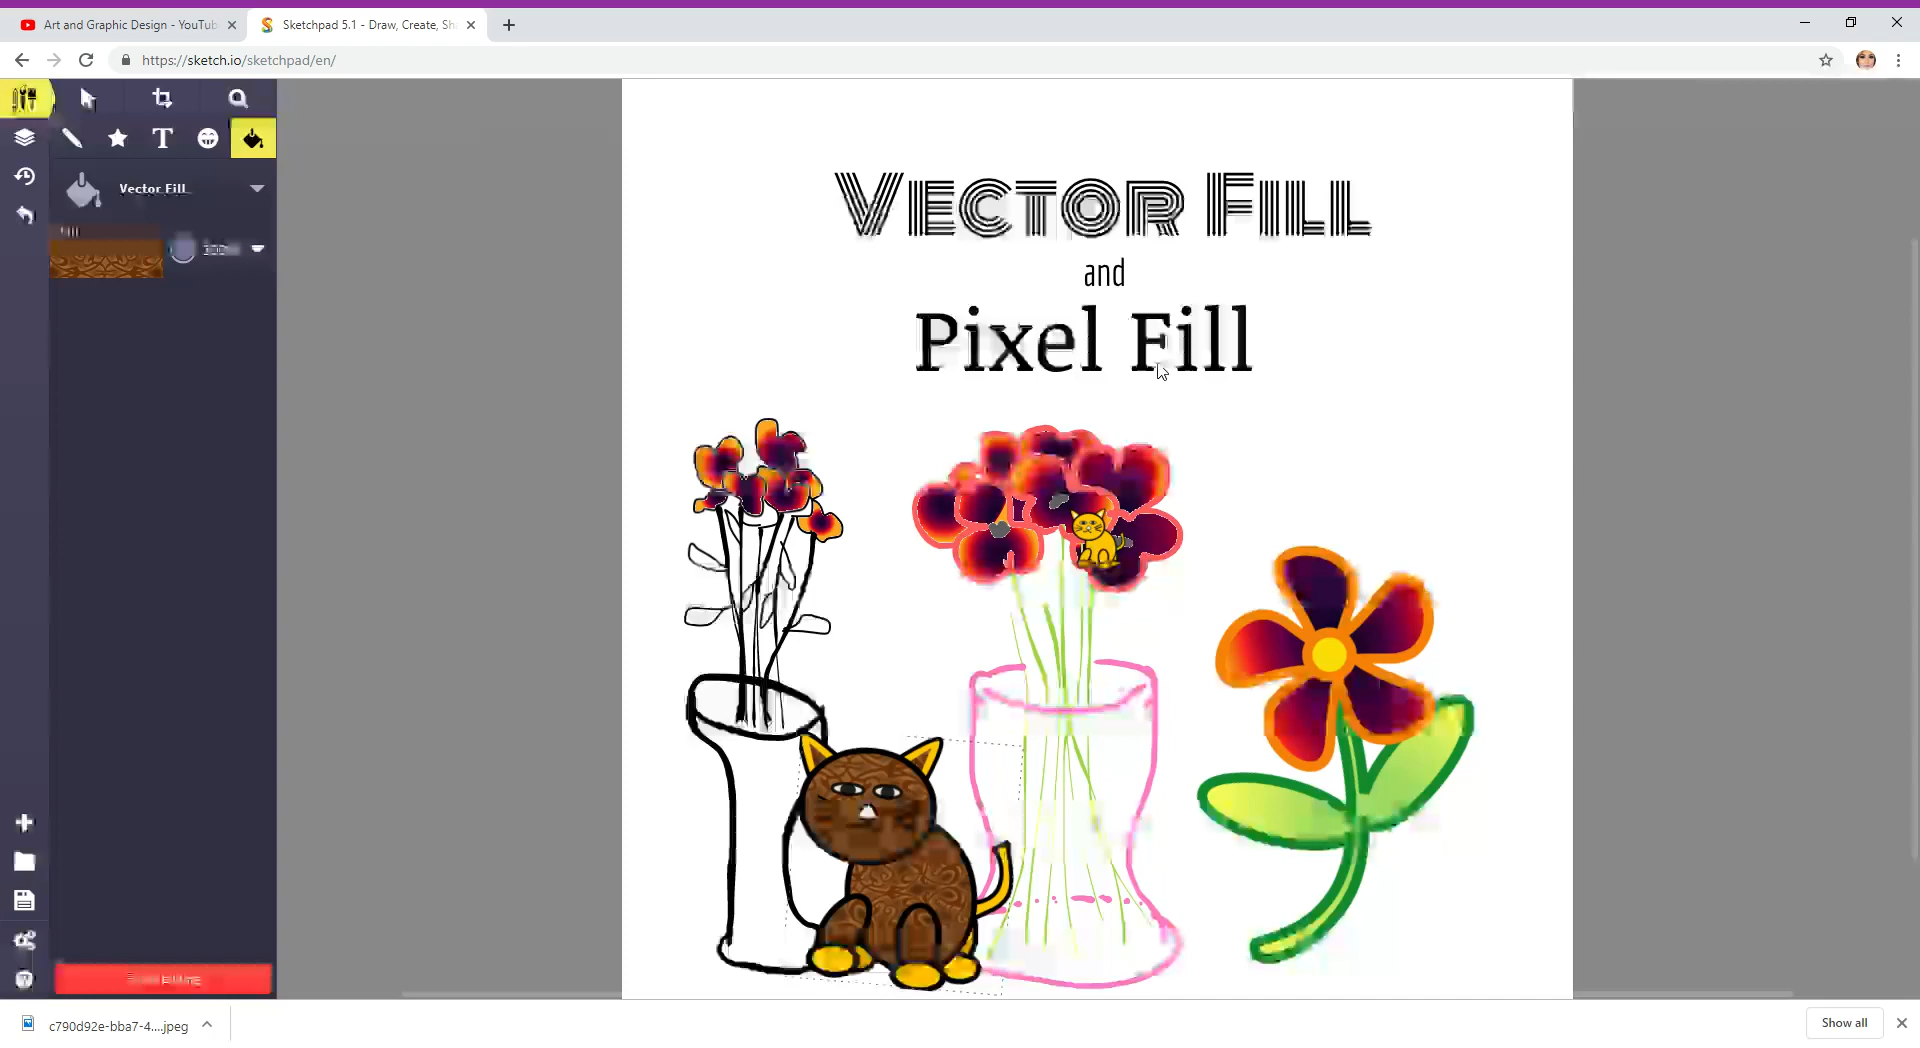 Art and Graphic Design - YouTub
Sketchpad 5.1 - Draw, Create, Sh
https://sketch.io/sketchpad/en/
T
Vector Fill
Vector Fill
and
Pixel Fill
c790d92e-bba7-4....jpeg
Show all